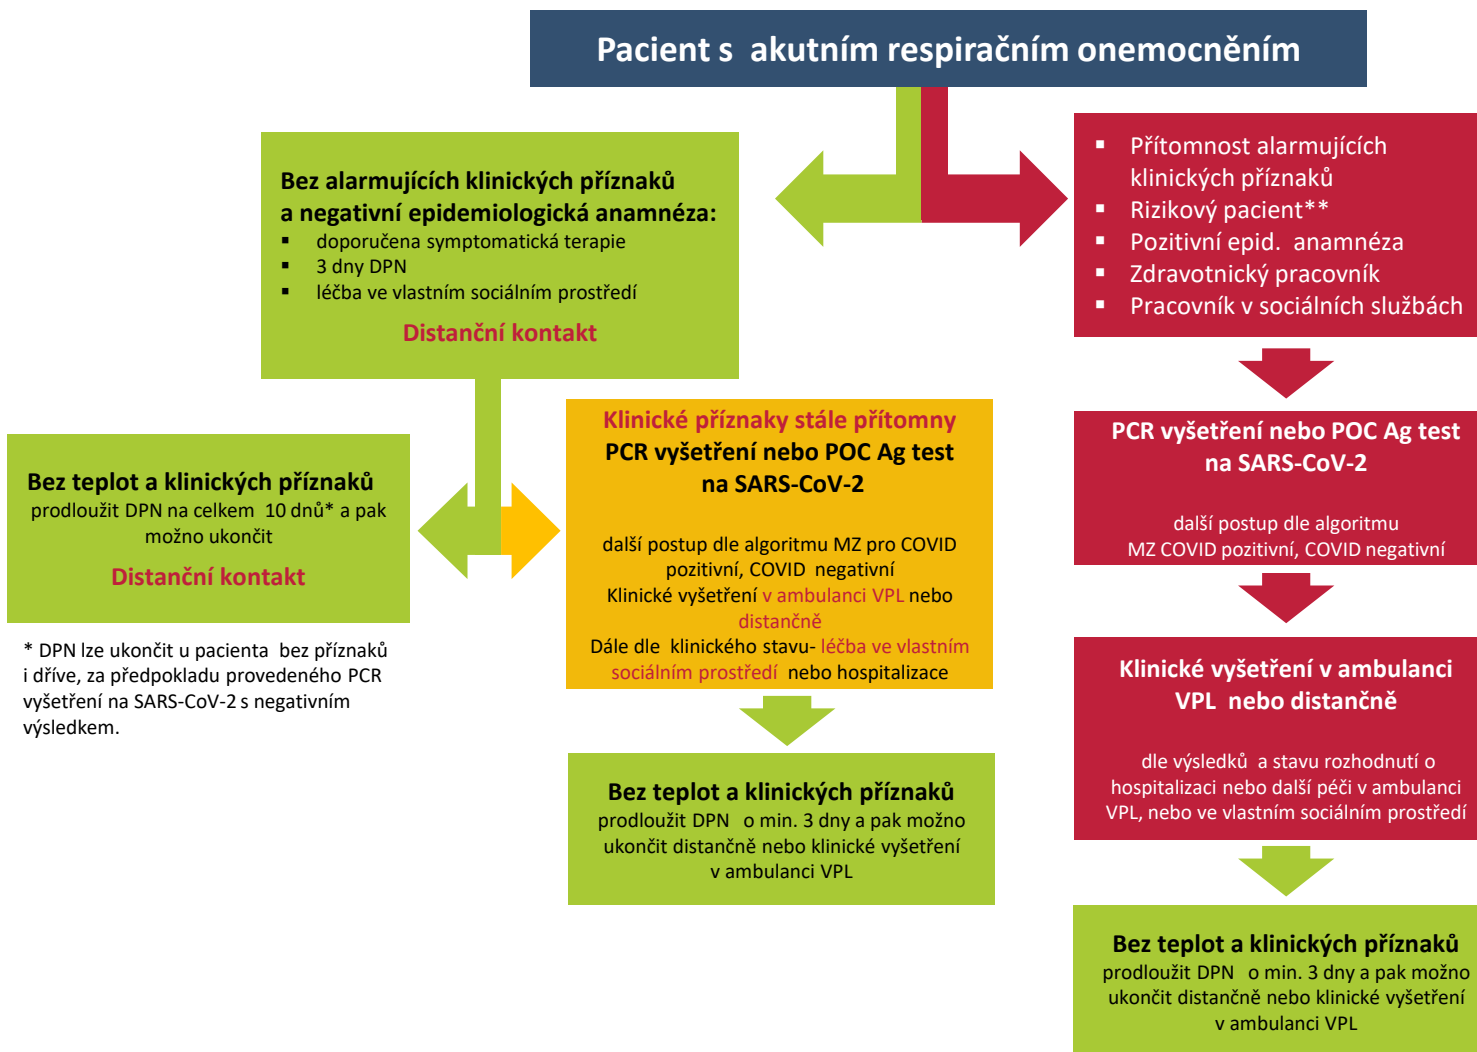 Pacient s akutním respiračním onemocněním
Bez alarmujících klinických příznaků
a negativní epidemiologická anamnéza:
▪ doporučena symptomatická terapie
▪ 3 dny DPN
▪ léčba ve vlastním sociálním prostředí
Distanční kontakt
▪ Přítomnost alarmujících
klinických příznaků
▪ Rizikový pacient**
▪ Pozitivní epid. anamnéza
▪ Zdravotnický pracovník
▪ Pracovník v sociálních službách
Bez teplot a klinických příznaků
prodloužit DPN na celkem 10 dnů* a pak
možno ukončit
Distanční kontakt
* DPN lze ukončit u pacienta bez příznaků
i dříve, za předpokladu provedeného PCR
vyšetření na SARS-CoV-2 s negativním
výsledkem.
Klinické příznaky stále přítomny
PCR vyšetření nebo POC Ag test
na SARS-CoV-2
další postup dle algoritmu MZ pro COVID
pozitivní, COVID negativní
Klinické vyšetření v ambulanci VPL nebo
distančně
Dále dle klinického stavu- léčba ve vlastním
sociálním prostředí nebo hospitalizace
Bez teplot a klinických příznaků
prodloužit DPN o min. 3 dny a pak možno
ukončit distančně nebo klinické vyšetření
v ambulanci VPL
PCR vyšetření nebo POC Ag test
na SARS-CoV-2
další postup dle algoritmu
MZ COVID pozitivní, COVID negativní
Klinické vyšetření v ambulanci
VPL nebo distančně
dle výsledků a stavu rozhodnutí o
hospitalizaci nebo další péči v ambulanci
VPL, nebo ve vlastním sociálním prostředí
Bez teplot a klinických příznaků
prodloužit DPN o min. 3 dny a pak možno
ukončit distančně nebo klinické vyšetření
v ambulanci VPL